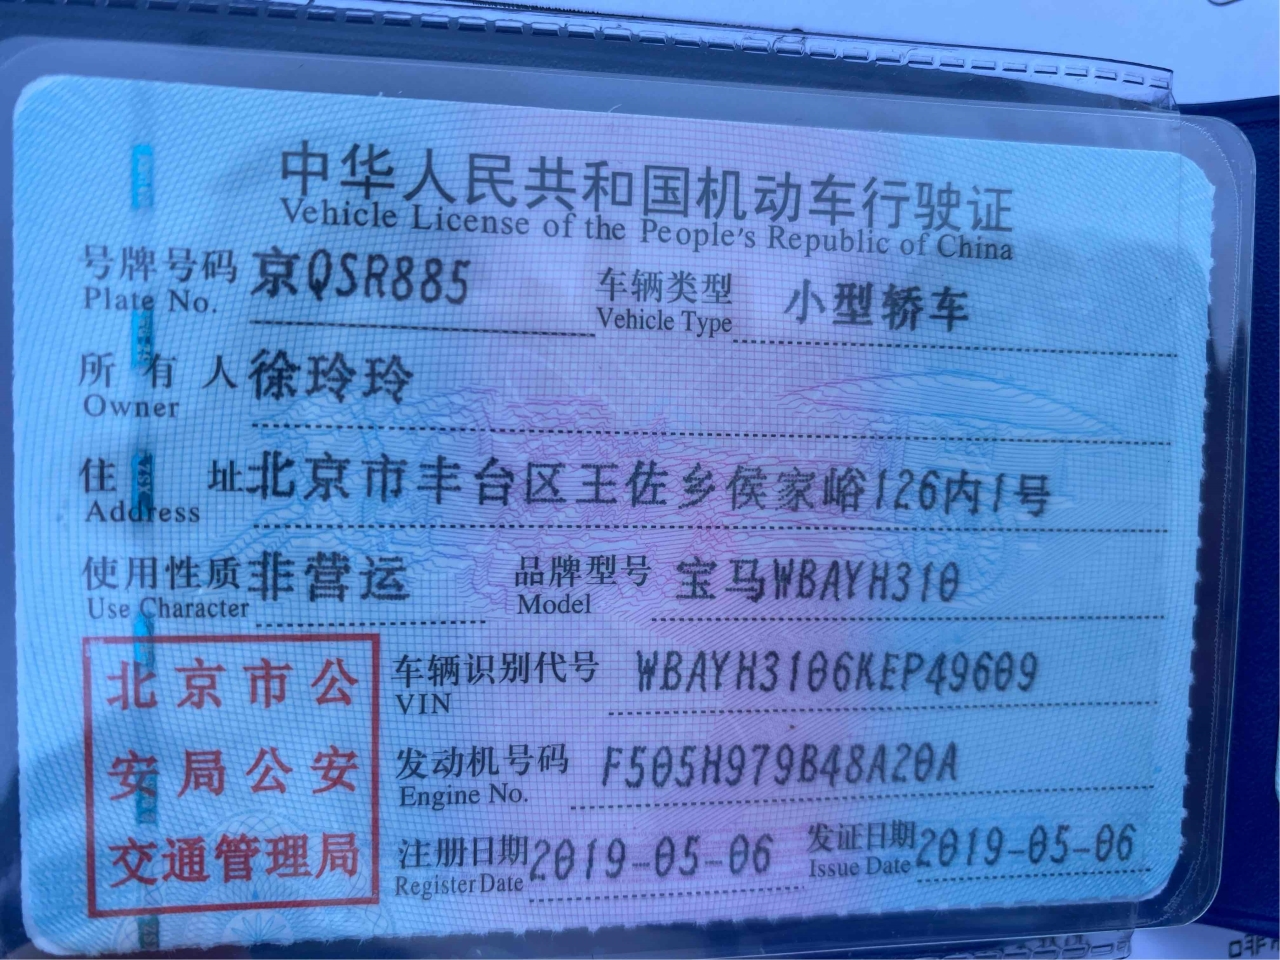 中华人民共和国机动车行驶证
Vehicle License of the People's Republic of China
号牌号码 京QSR885 车辆类型 小型轿车
Plate No. Vehicle Type
所有人 徐玲玲
Owner
住址 北京市丰台区王佐乡侯家峪126内1号
Address
使用性质 非营运 品牌型号 宝马WBAYH310
Use Character Model
车辆识别代号 WBAYH3106KEP49609
VIN
发动机号码 F505H979B48A20A
Engine No.
注册日期 2019-05-06 发证日期 2019-05-06
Register Date Issue Date
北京市公
安局公安
交通管理局